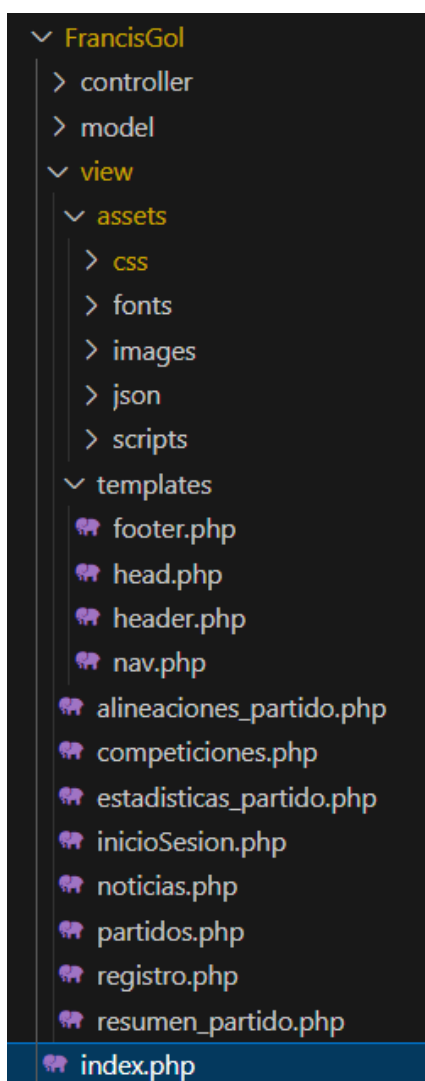 FrancisGol
controller
model
view
assets
css
fonts
images
json
scripts
templates
footer.php
head.php
header.php
nav.php
alineaciones_partido.php
competiciones.php
estadisticas_partido.php
inicioSesion.php
noticias.php
partidos.php
registro.php
resumen_partido.php
index.php